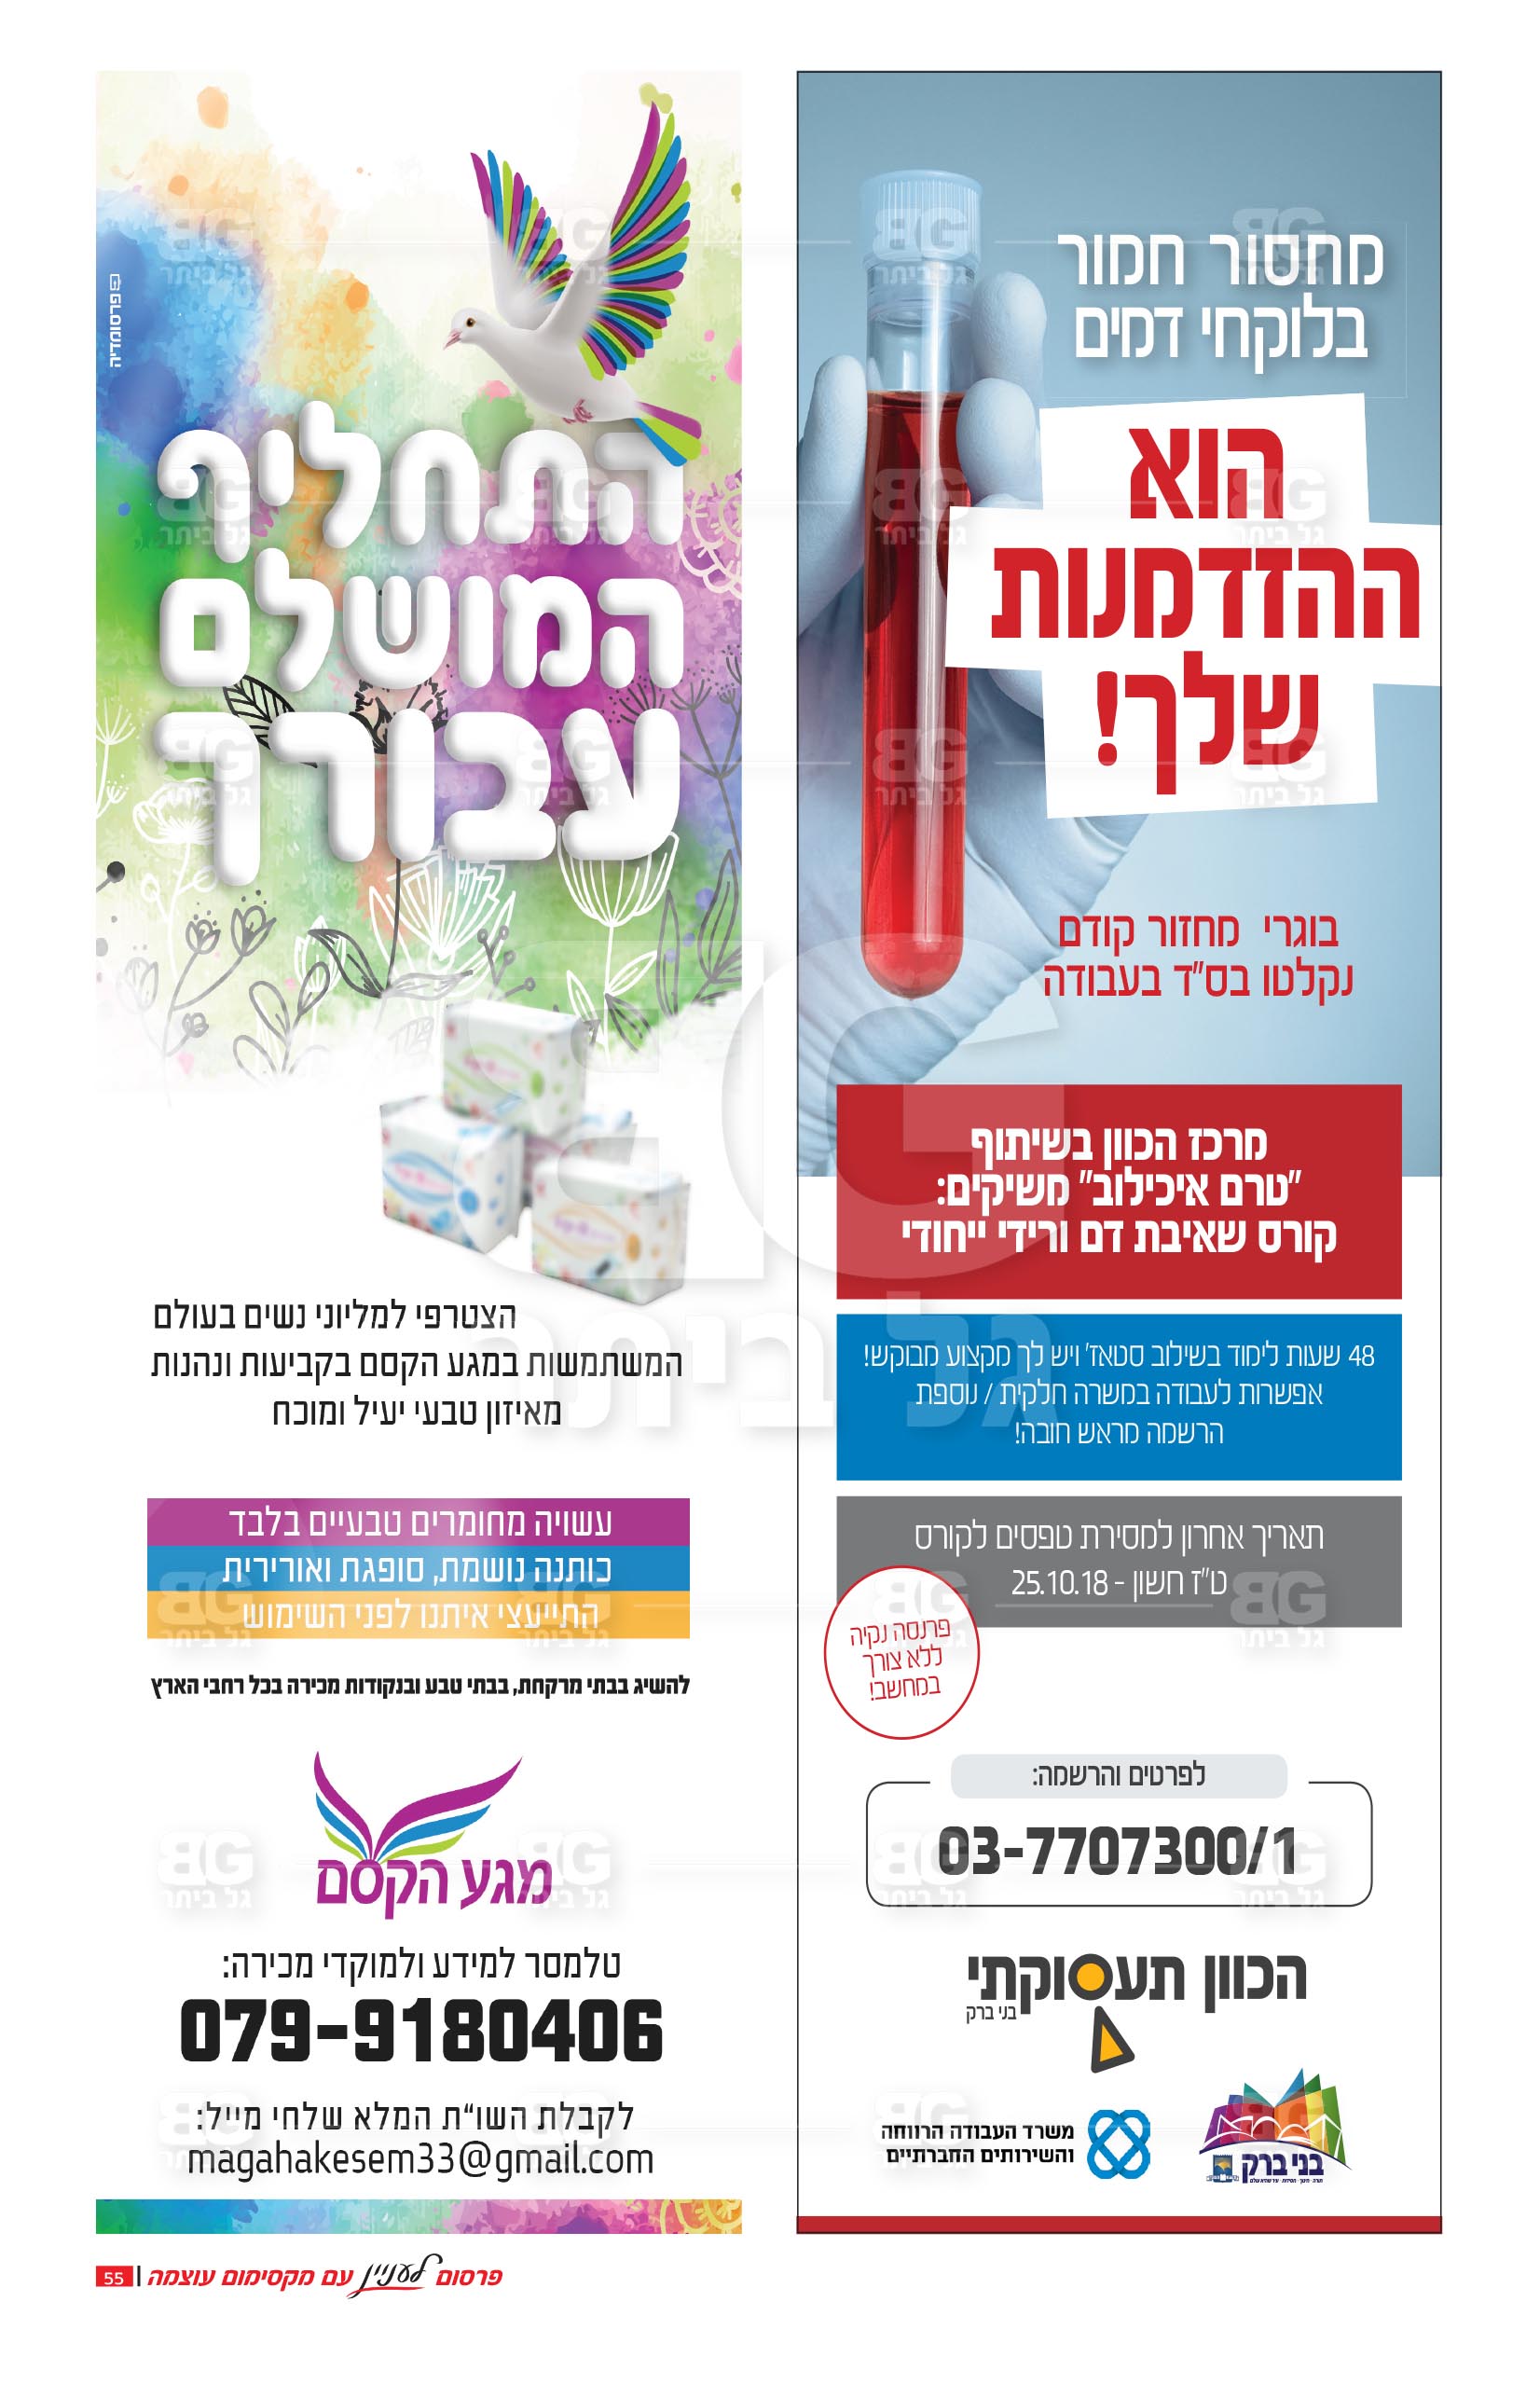 מחסור חמור
בלוקחי דמים
הוא
ההזדמנות
שלך!
בוגרי מחזור קודם
נקלטו בס"ד בעבודה
מרכז הכוון בשיתוף
"טרם איכילוב" משיקים:
קורס שאיבת דם ורידי ייחודי
48 שעות לימוד בשילוב סטאז' ויש לך מקצוע מבוקש!
אפשרות לעבודה במשרה חלקית / נוספת
הרשמה מראש חובה!
תאריך אחרון למסירת טפסים לקורס
ט"ז חשון - 25.10.18
פרנסה נקיה
ללא צורך
במחשב!
לפרטים והרשמה:
03-7707300/1
הכוון תעסוקתי
בני ברק
משרד העבודה הרווחה
והשירותים החברתיים
בני ברק
פרסומדיה
התחליף
המושלם
עבורך
הצטרפי למליוני נשים בעולם
המשתמשות במגע הקסם בקביעות ונהנות
מאיזון טבעי יעיל ומוכח
עשויה מחומרים טבעיים בלבד
כותנה נושמת, סופגת ואורירית
התייעצי איתנו לפני השימוש
להשיג בבתי מרקחת, בבתי טבע ובנקודות מכירה בכל רחבי הארץ
מגע הקסם
טלמסר למידע ולמוקדי מכירה:
079-9180406
לקבלת השו"ת המלא שלחי מייל:
magahakesem33@gmail.com
פרסום לעניין עם מקסימום עוצמה | 55
BG
גל ביתר